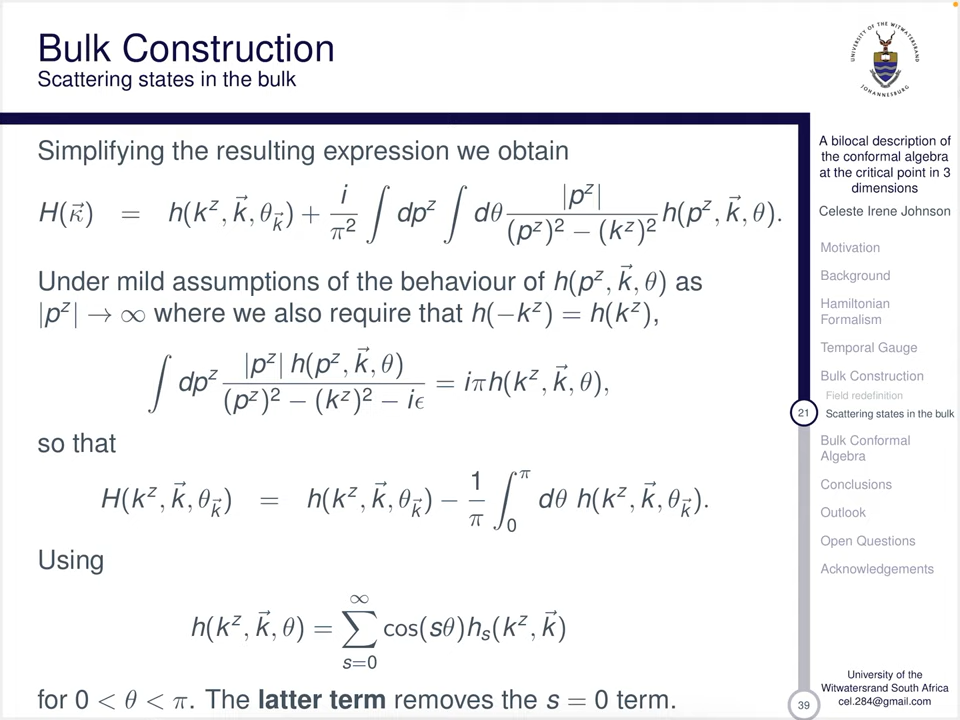 Bulk Construction
Scattering states in the bulk
UNIVERSITY OF THE WITWATERSRAND
JOHANNESBURG
Simplifying the resulting expression we obtain
H(κ⃗) = h(k^z, k⃗, θ_k⃗) + i/π² ∫ dp^z ∫ dθ |p^z| / ((p^z)² − (k^z)²) h(p^z, k⃗, θ).
Under mild assumptions of the behaviour of h(p^z, k⃗, θ) as
|p^z| → ∞ where we also require that h(−k^z) = h(k^z),
∫ dp^z |p^z| h(p^z, k⃗, θ) / ((p^z)² − (k^z)² − iϵ) = iπh(k^z, k⃗, θ),
so that
H(k^z, k⃗, θ_k⃗) = h(k^z, k⃗, θ_k⃗) − 1/π ∫_0^π dθ h(k^z, k⃗, θ_k⃗).
Using
h(k^z, k⃗, θ) = ∑_{s=0}^∞ cos(sθ)h_s(k^z, k⃗)
for 0 < θ < π. The latter term removes the s = 0 term.
A bilocal description of
the conformal algebra
at the critical point in 3
dimensions
Celeste Irene Johnson
Motivation
Background
Hamiltonian
Formalism
Temporal Gauge
Bulk Construction
Field redefinition
21 Scattering states in the bulk
Bulk Conformal
Algebra
Conclusions
Outlook
Open Questions
Acknowledgements
University of the
Witwatersrand South Africa
39 cel.284@gmail.com